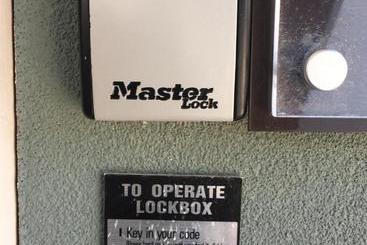 Master
Lock
TO OPERATE
LOCKBOX
1 Key in your code